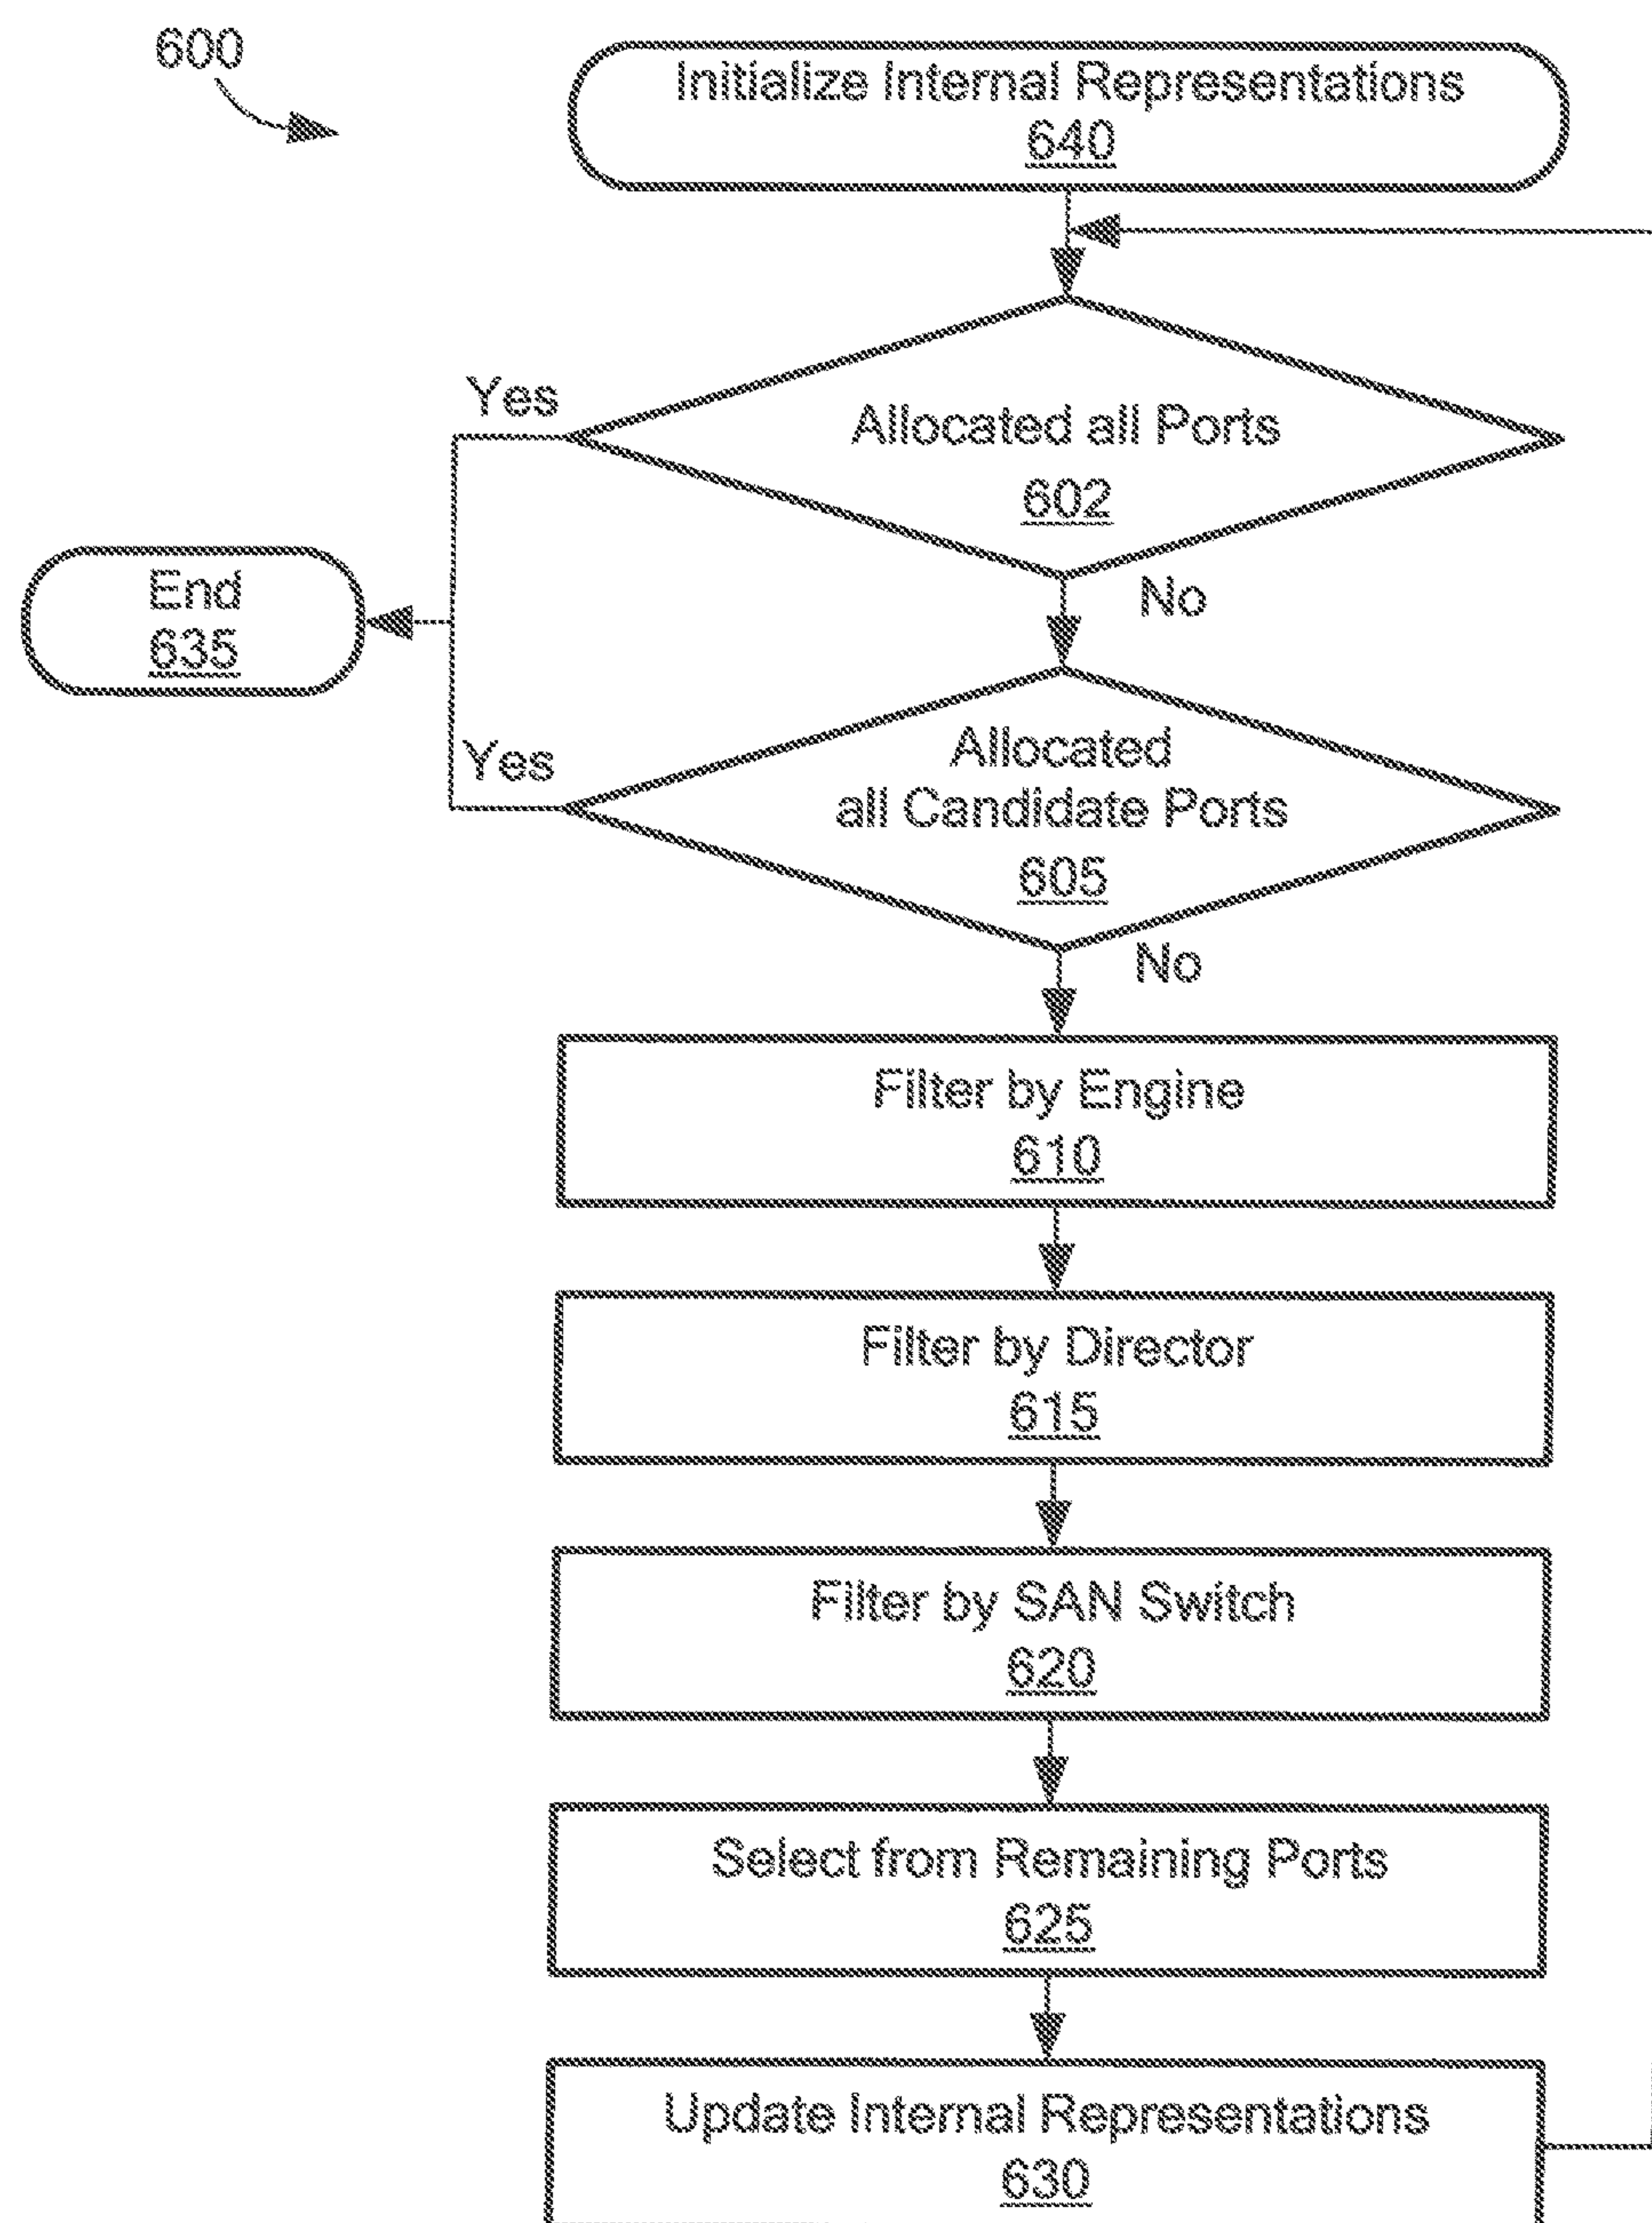 600
Initialize Internal Representations
640
Yes
Allocated all Ports
602
No
End
635
Yes
Allocated
all Candidate Ports
605
No
Filter by Engine
610
Filter by Director
615
Filter by SAN Switch
620
Select from Remaining Ports
625
Update Internal Representations
630